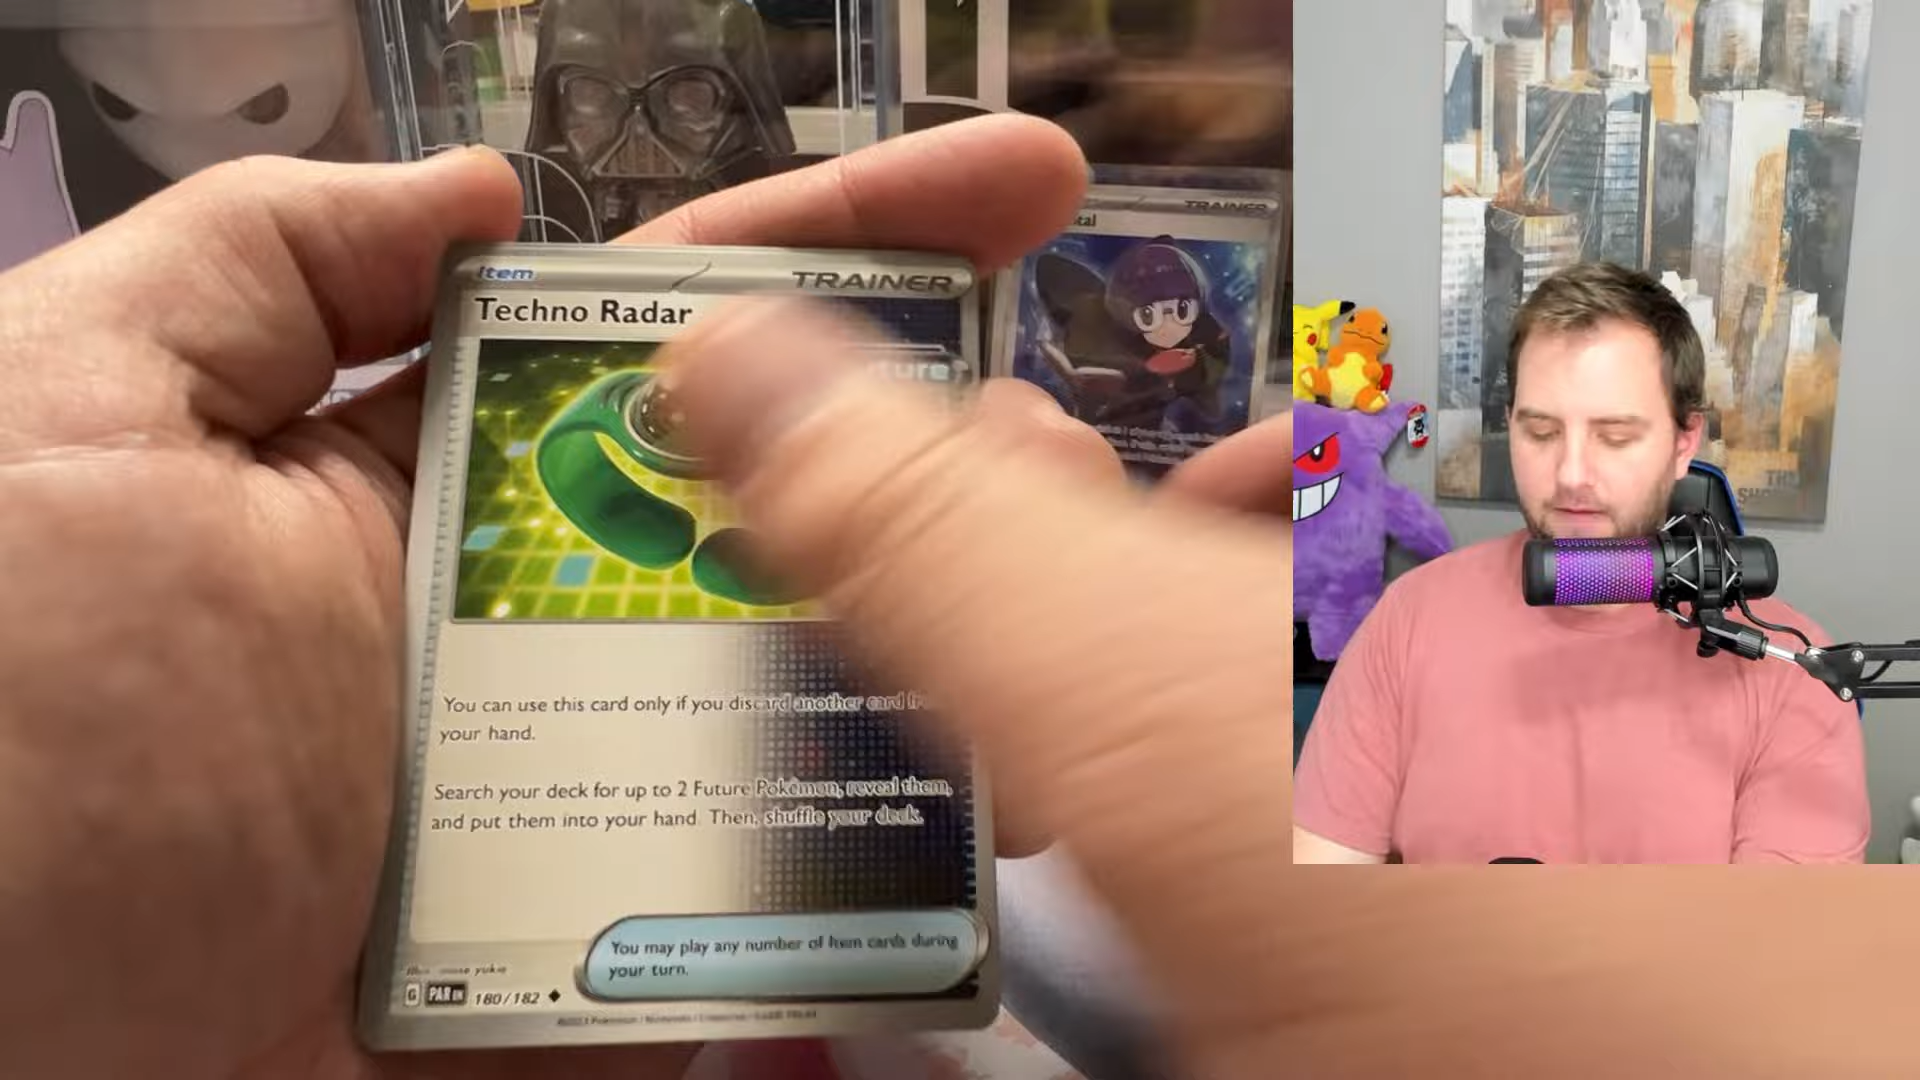 Item
TRAINER
Techno Radar
TRAINER
You can use this card only if you discard another card
your hand.
Search your deck for up to 2 Future Pokémon, reveal them,
and put them into your hand. Then, shuffle your deck.
You may play any number of Item cards during
your turn.
G PAR EN 180/182